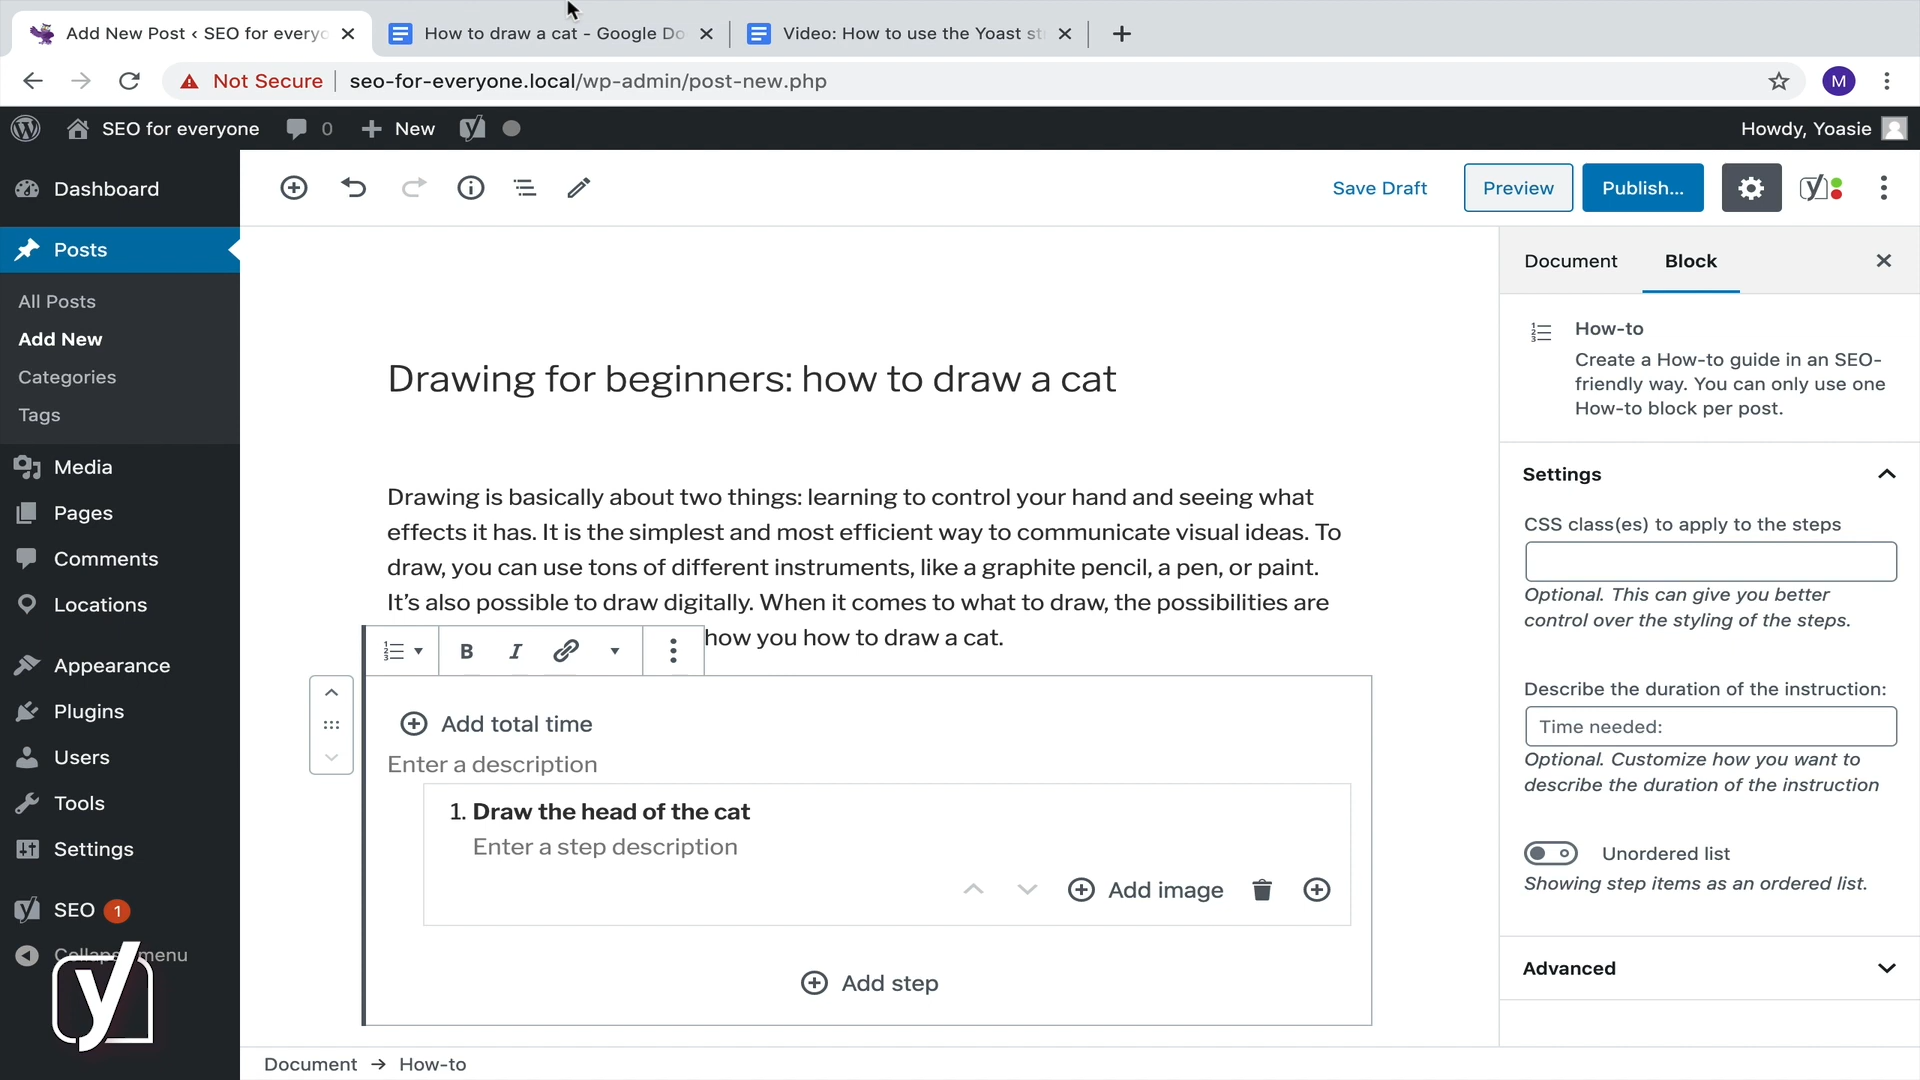 Add New Post ‹ SEO for everyo
How to draw a cat - Google Do
Video: How to use the Yoast st
Not Secure
seo-for-everyone.local/wp-admin/post-new.php
M
SEO for everyone
0
New
Howdy, Yoasie
Dashboard
Posts
All Posts
Add New
Categories
Tags
Media
Pages
Comments
Locations
Appearance
Plugins
Users
Tools
Settings
SEO 1
Collapse menu
Save Draft
Preview
Publish...
Drawing for beginners: how to draw a cat
Drawing is basically about two things: learning to control your hand and seeing what
effects it has. It is the simplest and most efficient way to communicate visual ideas. To
draw, you can use tons of different instruments, like a graphite pencil, a pen, or paint.
It’s also possible to draw digitally. When it comes to what to draw, the possibilities are
how you how to draw a cat.
B I
Add total time
Enter a description
1. Draw the head of the cat
Enter a step description
Add image
Add step
Document → How-to
Document
Block
How-to
Create a How-to guide in an SEO-
friendly way. You can only use one
How-to block per post.
Settings
CSS class(es) to apply to the steps
Optional. This can give you better
control over the styling of the steps.
Describe the duration of the instruction:
Time needed:
Optional. Customize how you want to
describe the duration of the instruction
Unordered list
Showing step items as an ordered list.
Advanced